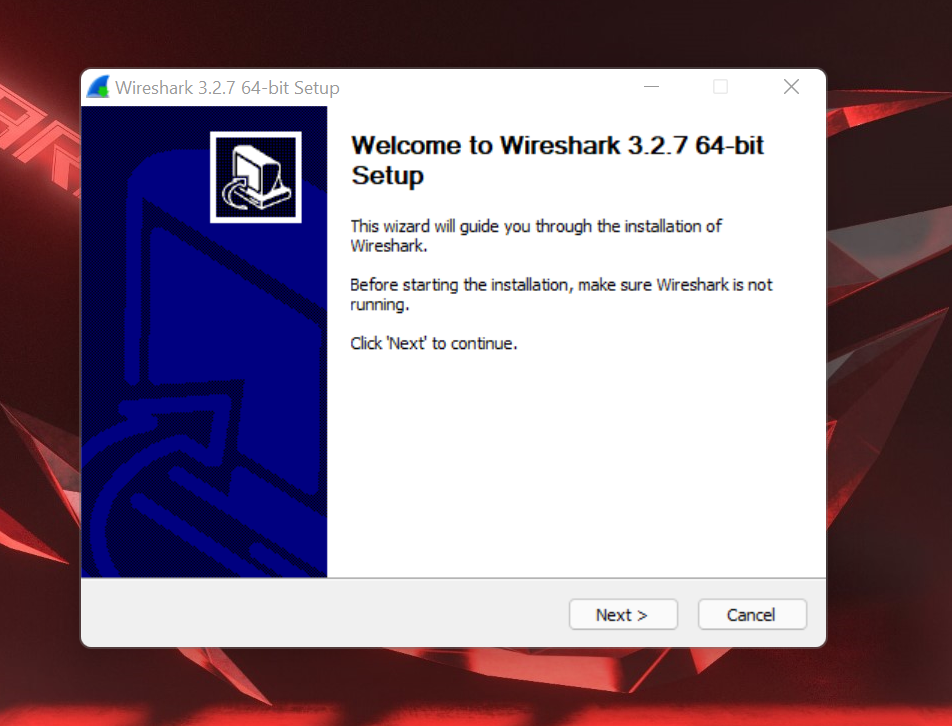 Wireshark 3.2.7 64-bit Setup
Welcome to Wireshark 3.2.7 64-bit
Setup
This wizard will guide you through the installation of
Wireshark.
Before starting the installation, make sure Wireshark is not
running.
Click 'Next' to continue.
Next >
Cancel